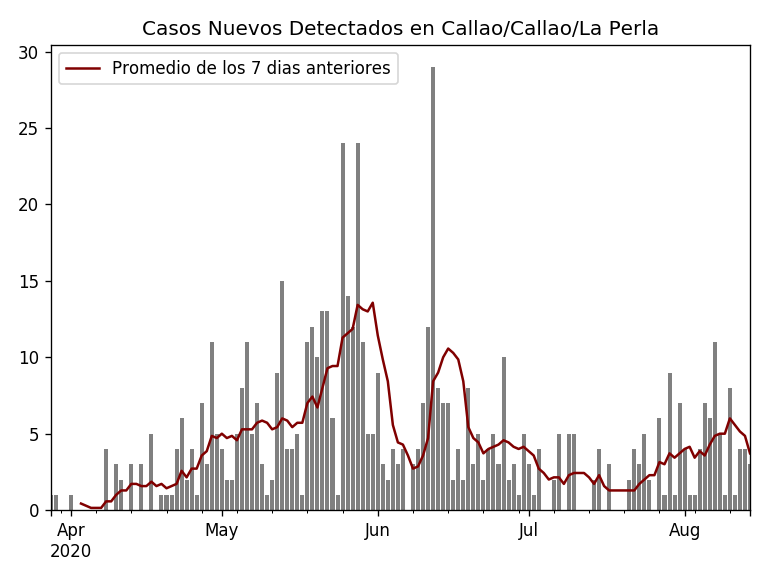 Casos Nuevos Detectados en Callao/Callao/La Perla
Promedio de los 7 dias anteriores
30
25
20
15
10
5
0
Apr May Jun Jul Aug
2020